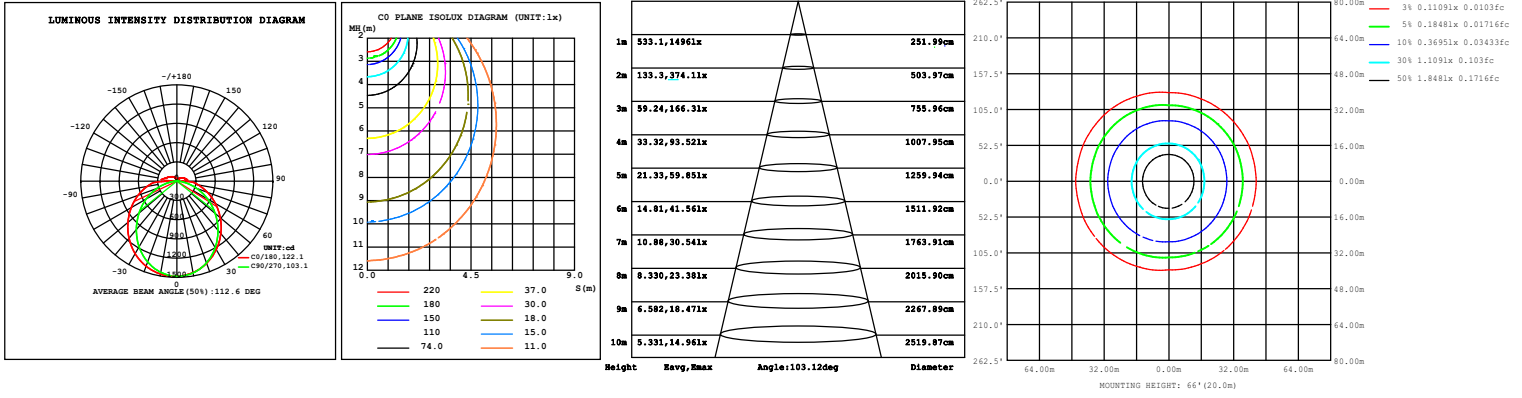 LUMINOUS INTENSITY DISTRIBUTION DIAGRAM
-/+180
-150
150
-120
120
-90
90
-60
60
-30
30
0
300
600
900
1200
1500
UNIT:cd
C0/180,122.1
C90/270,103.1
AVERAGE BEAM ANGLE(50%):112.6 DEG
C0 PLANE ISOLUX DIAGRAM (UNIT:lx)
MH(m)
2
3
4
5
6
7
8
9
10
11
12
0.0
4.5
9.0
S(m)
220
37.0
180
30.0
150
18.0
110
15.0
74.0
11.0
1m 533.1,1496lx 251.99cm
2m 133.3,374.1lx 503.97cm
3m 59.24,166.3lx 755.96cm
4m 33.32,93.52lx 1007.95cm
5m 21.33,59.85lx 1259.94cm
6m 14.81,41.56lx 1511.92cm
7m 10.88,30.54lx 1763.91cm
8m 8.330,23.38lx 2015.90cm
9m 6.582,18.47lx 2267.89cm
10m 5.331,14.96lx 2519.87cm
Height Eavg,Emax Angle:103.12deg Diameter
262.5' 80.00m
210.0' 64.00m
157.5' 48.00m
105.0' 32.00m
52.5' 16.00m
0.0' 0.00m
52.5' 16.00m
105.0' 32.00m
157.5' 48.00m
210.0' 64.00m
262.5' 80.00m
64.00m 32.00m 0.00m 32.00m 64.00m
MOUNTING HEIGHT: 66'(20.0m)
3% 0.1109lx 0.0103fc
5% 0.1848lx 0.01716fc
10% 0.3695lx 0.03433fc
30% 1.109lx 0.103fc
50% 1.848lx 0.1716fc